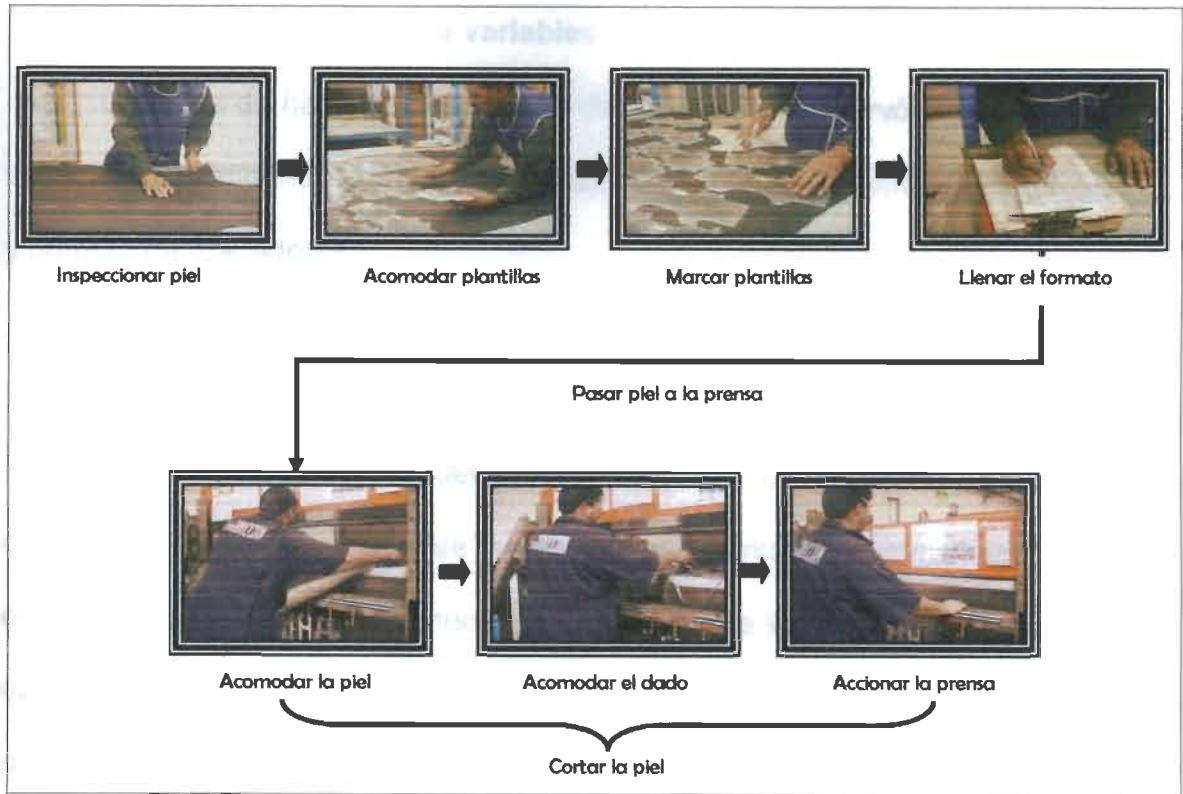 variables
Inspeccionar piel
Acomodar plantillas
Marcar plantillas
Llenar el formato
Pasar piel a la prensa
Acomodar la piel
Acomodar el dado
Accionar la prensa
Cortar la piel